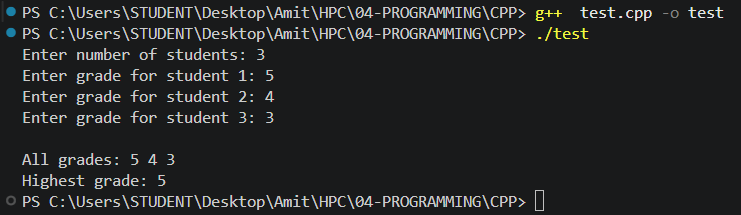 PS C:\Users\STUDENT\Desktop\Amit\HPC\04-PROGRAMMING\CPP> g++  test.cpp -o test
PS C:\Users\STUDENT\Desktop\Amit\HPC\04-PROGRAMMING\CPP> ./test
Enter number of students: 3
Enter grade for student 1: 5
Enter grade for student 2: 4
Enter grade for student 3: 3

All grades: 5 4 3
Highest grade: 5
PS C:\Users\STUDENT\Desktop\Amit\HPC\04-PROGRAMMING\CPP>